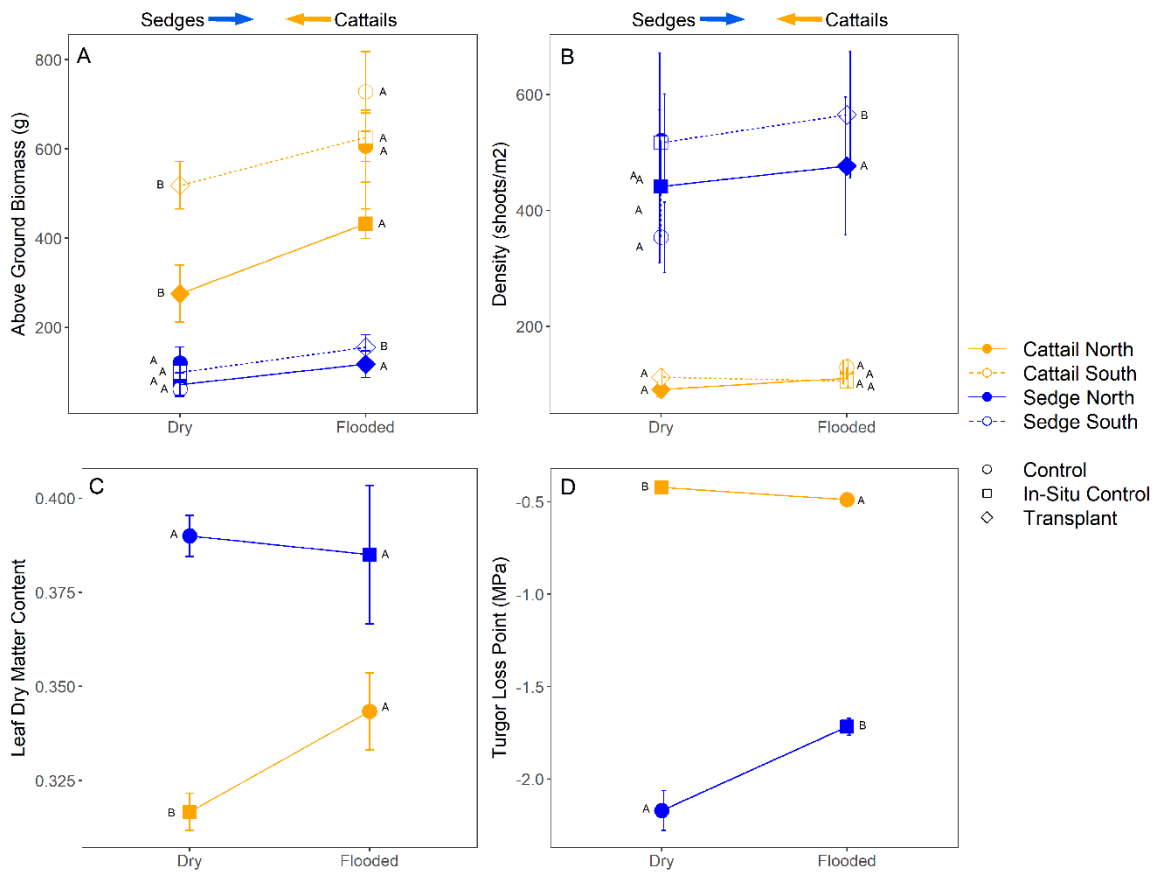 Sedges Cattails Sedges Cattails
A
B
800
600
400
200
Above Ground Biomass (g)
A
A
A
B
A
B
A
A
A
A
B
A
Dry Flooded
600
400
200
Density (shoots/m2)
B
A
A
A
A
A
A
A
A
A
A
A
Dry Flooded
Cattail North
Cattail South
Sedge North
Sedge South
Control
In-Situ Control
Transplant
C
D
0.400
0.375
0.350
0.325
Leaf Dry Matter Content
A
A
A
B
Dry Flooded
-0.5
-1.0
-1.5
-2.0
Turgor Loss Point (MPa)
B
A
B
A
Dry Flooded